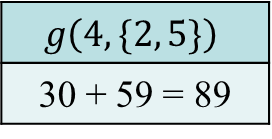 g(4, {2, 5})
30 + 59 = 89